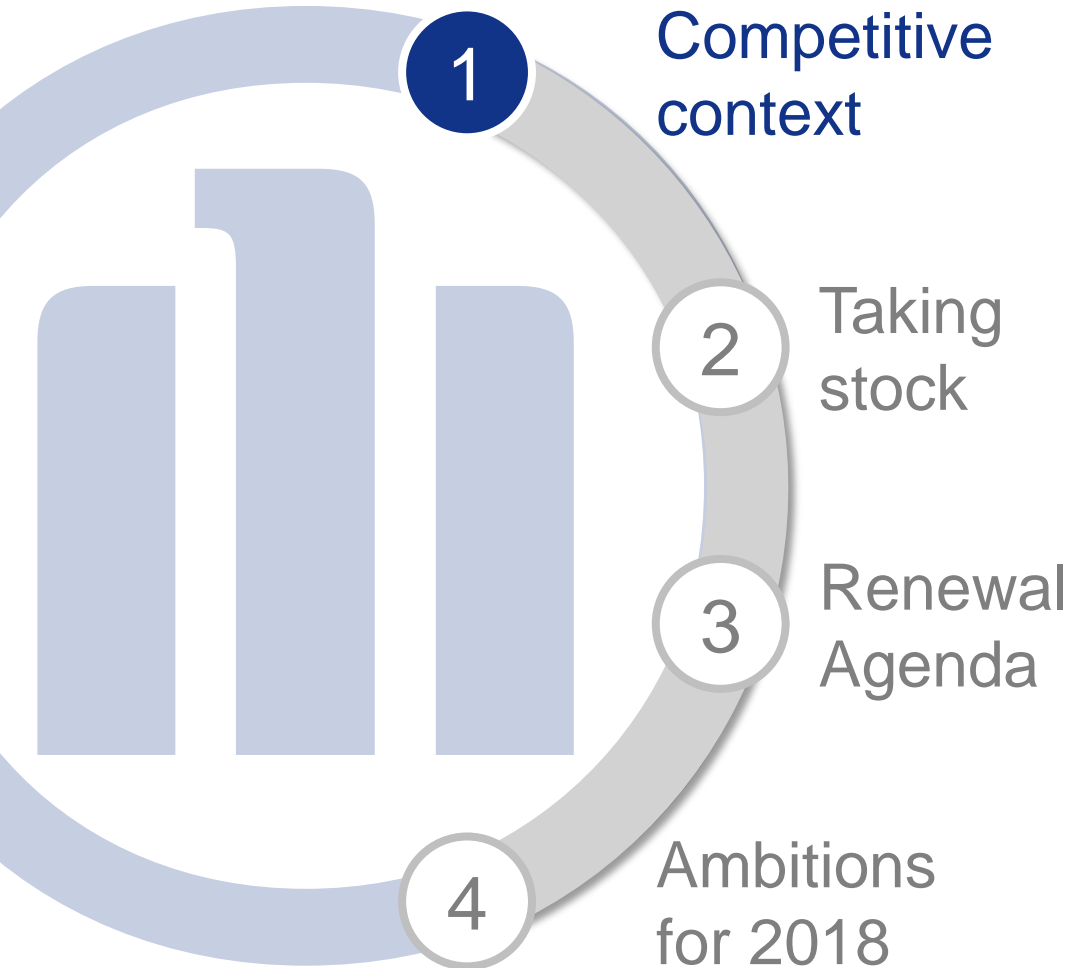 1
Competitive
context
2
Taking
stock
3
Renewal
Agenda
4
Ambitions
for 2018